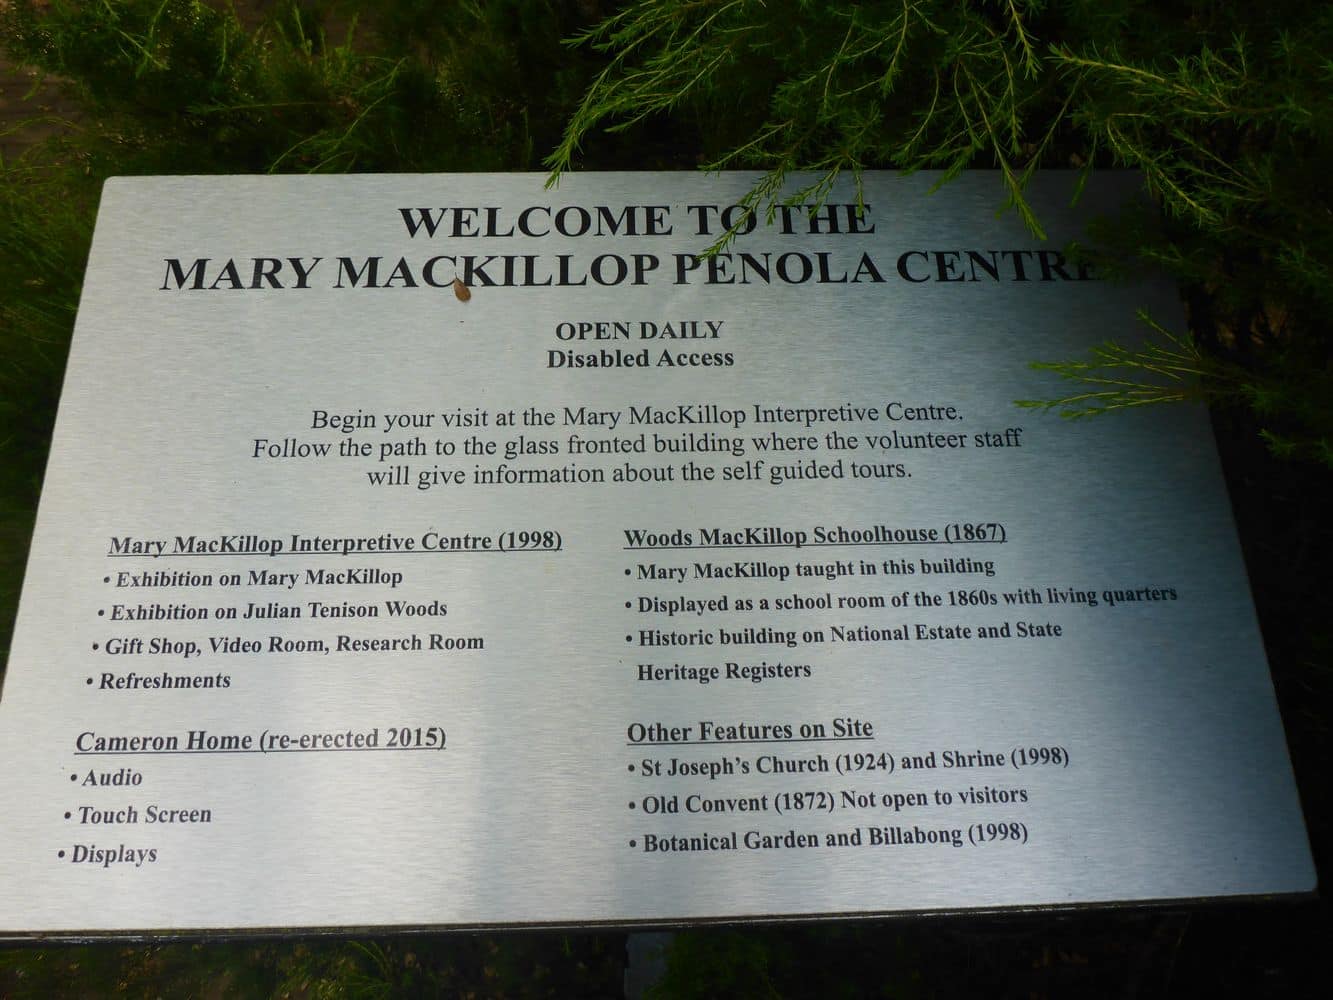 WELCOME TO THE
MARY MACKILLOP PENOLA CENTRE
OPEN DAILY
Disabled Access
Begin your visit at the Mary MacKillop Interpretive Centre.
Follow the path to the glass fronted building where the volunteer staff
will give information about the self guided tours.
Mary MacKillop Interpretive Centre (1998)
• Exhibition on Mary MacKillop
• Exhibition on Julian Tenison Woods
• Gift Shop, Video Room, Research Room
• Refreshments
Cameron Home (re-erected 2015)
• Audio
• Touch Screen
• Displays
Woods MacKillop Schoolhouse (1867)
• Mary MacKillop taught in this building
• Displayed as a school room of the 1860s with living quarters
• Historic building on National Estate and State
Heritage Registers
Other Features on Site
• St Joseph's Church (1924) and Shrine (1998)
• Old Convent (1872) Not open to visitors
• Botanical Garden and Billabong (1998)